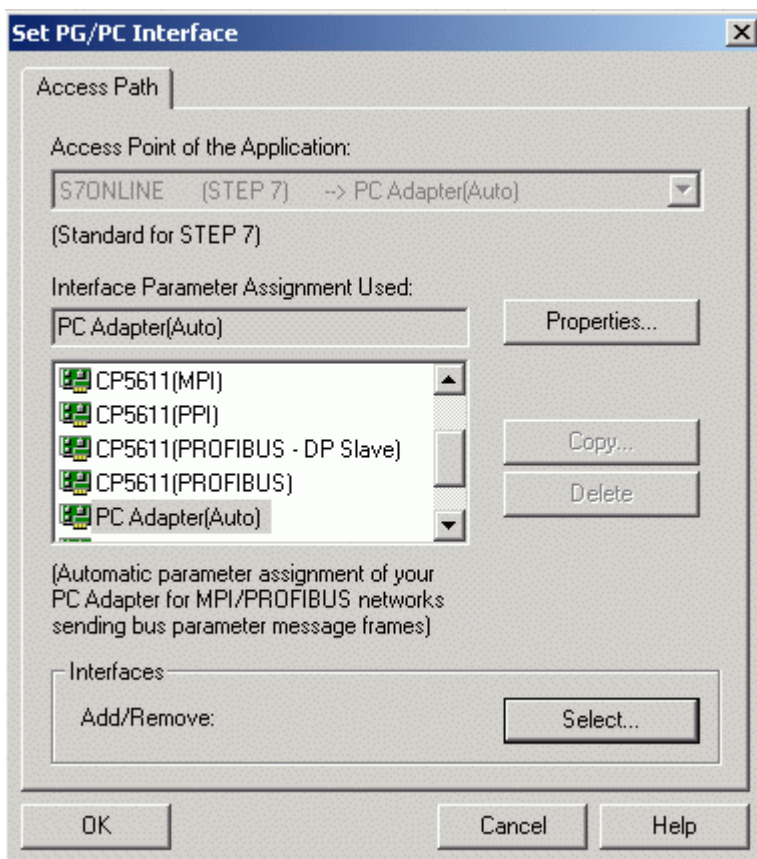 Set PG/PC Interface
Access Path
Access Point of the Application:
S7ONLINE (STEP 7) --> PC Adapter(Auto)
(Standard for STEP 7)
Interface Parameter Assignment Used:
PC Adapter(Auto)
Properties...
CP5611(MPI)
CP5611(PPI)
CP5611(PROFIBUS - DP Slave)
CP5611(PROFIBUS)
PC Adapter(Auto)
Copy...
Delete
(Automatic parameter assignment of your
PC Adapter for MPI/PROFIBUS networks
sending bus parameter message frames)
Interfaces
Add/Remove:
Select...
OK
Cancel
Help